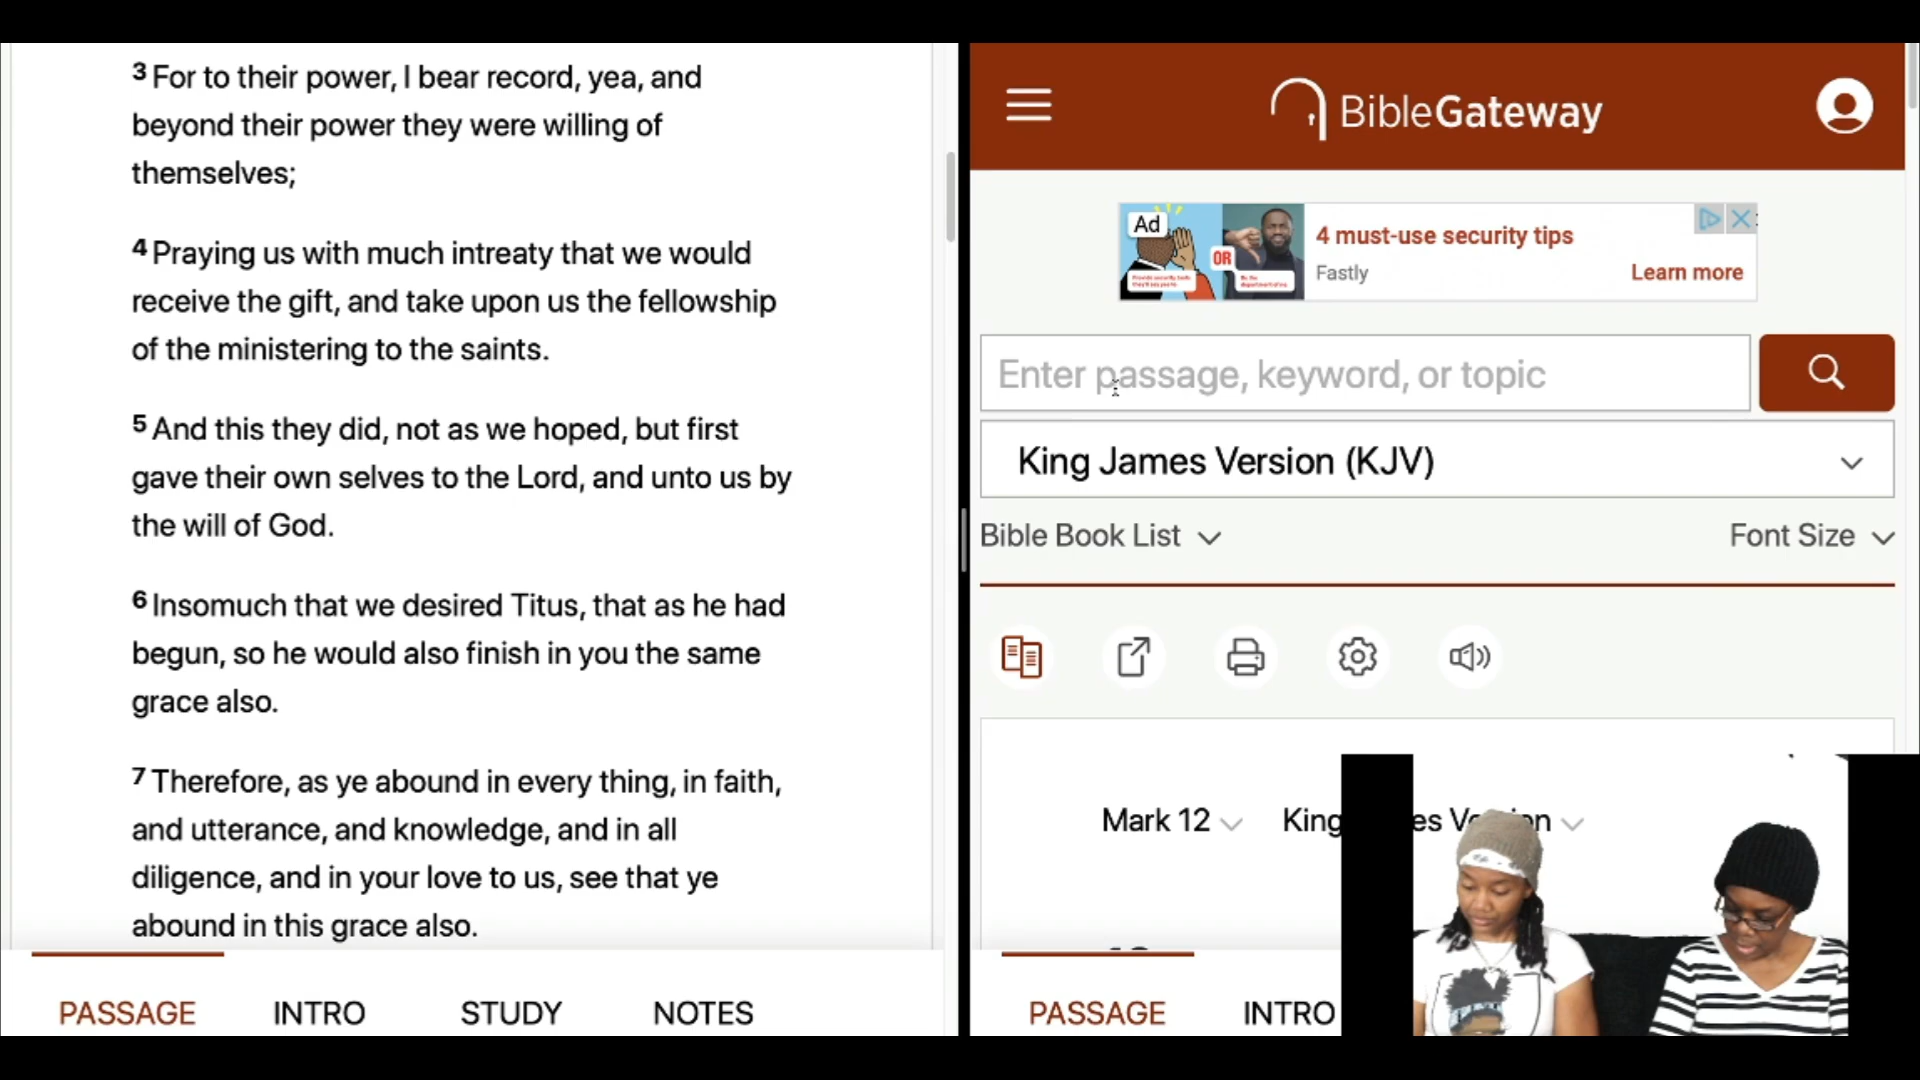 3 For to their power, I bear record, yea, and
beyond their power they were willing of
themselves;
4 Praying us with much intreaty that we would
receive the gift, and take upon us the fellowship
of the ministering to the saints.
5 And this they did, not as we hoped, but first
gave their own selves to the Lord, and unto us by
the will of God.
6 Insomuch that we desired Titus, that as he had
begun, so he would also finish in you the same
grace also.
7 Therefore, as ye abound in every thing, in faith,
and utterance, and knowledge, and in all
diligence, and in your love to us, see that ye
abound in this grace also.
PASSAGE INTRO STUDY NOTES
BibleGateway
Ad
OR
4 must-use security tips
Fastly
Learn more
Enter passage, keyword, or topic
King James Version (KJV)
Bible Book List
Font Size
Mark 12
King
PASSAGE INTRO